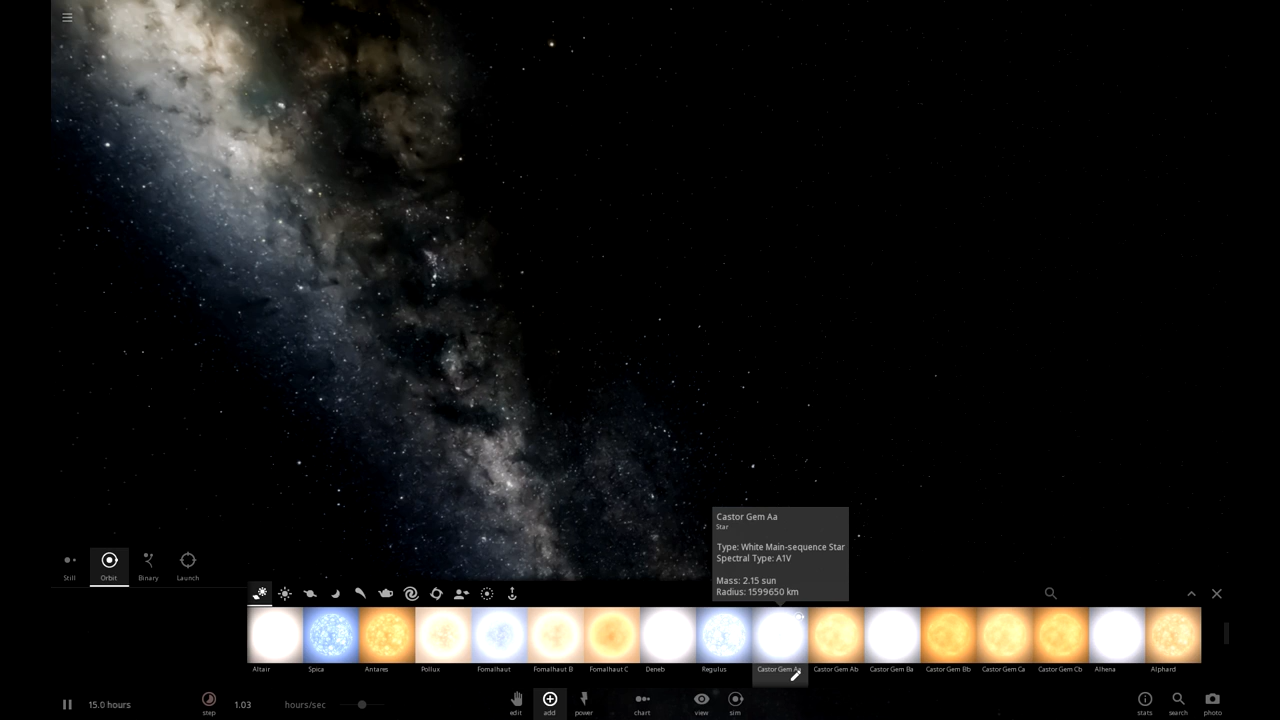 Castor Gem Aa
Star
Type: White Main-sequence Star
Spectral Type: A1V
Mass: 2.15 sun
Radius: 1599650 km
Still
Orbit
Binary
Launch
Altair
Spica
Antares
Pollux
Fomalhaut
Fomalhaut B
Fomalhaut C
Deneb
Regulus
Castor Gem Aa
Castor Gem Ab
Castor Gem Ba
Castor Gem Bb
Castor Gem Ca
Castor Gem Cb
Alhena
Alphard
15.0 hours
step
1.03
hours/sec
edit
add
power
chart
view
sim
stats
search
photo